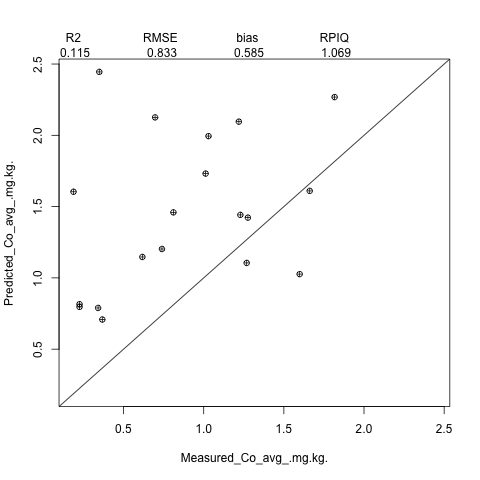 R2 RMSE bias RPIQ
0.115 0.833 0.585 1.069
2.5
2.0
1.5
1.0
0.5
Predicted_Co_avg_.mg.kg.
0.5 1.0 1.5 2.0 2.5
Measured_Co_avg_.mg.kg.